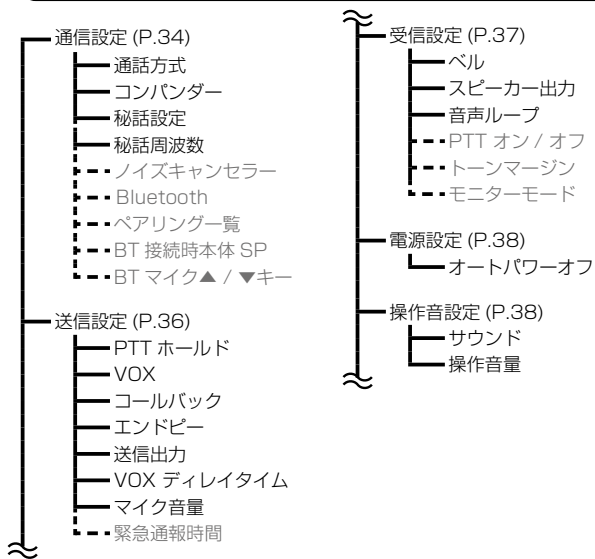 通信設定 (P.34)
通話方式
コンパンダー
秘話設定
秘話周波数
ノイズキャンセラー
Bluetooth
ペアリング一覧
BT 接続時本体 SP
BT マイク▲ / ▼キー
送信設定 (P.36)
PTT ホールド
VOX
コールバック
エンドピー
送信出力
VOX ディレイタイム
マイク音量
緊急通報時間
受信設定 (P.37)
ベル
スピーカー出力
音声ループ
PTT オン / オフ
トーンマージン
モニターモード
電源設定 (P.38)
オートパワーオフ
操作音設定 (P.38)
サウンド
操作音量